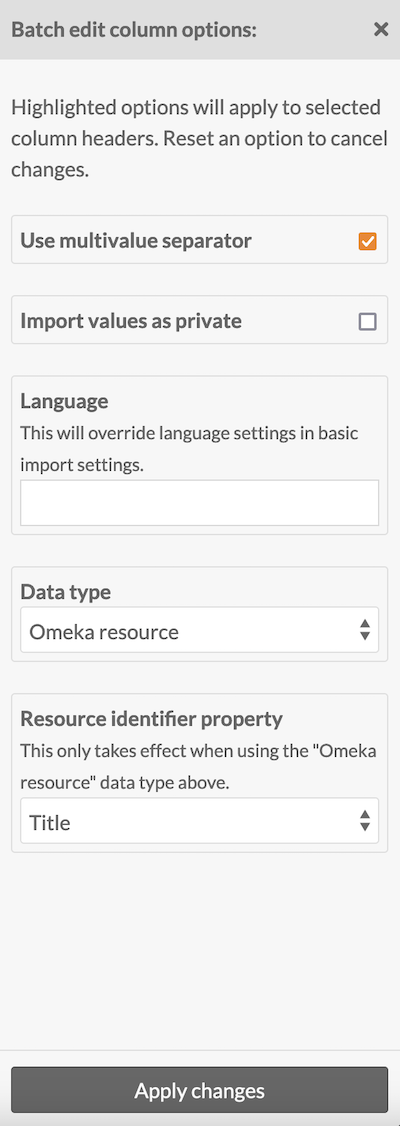 Batch edit column options:
Highlighted options will apply to selected
column headers. Reset an option to cancel
changes.
Use multivalue separator
Import values as private
Language
This will override language settings in basic
import settings.
Data type
Omeka resource
Resource identifier property
This only takes effect when using the "Omeka
resource" data type above.
Title
Apply changes